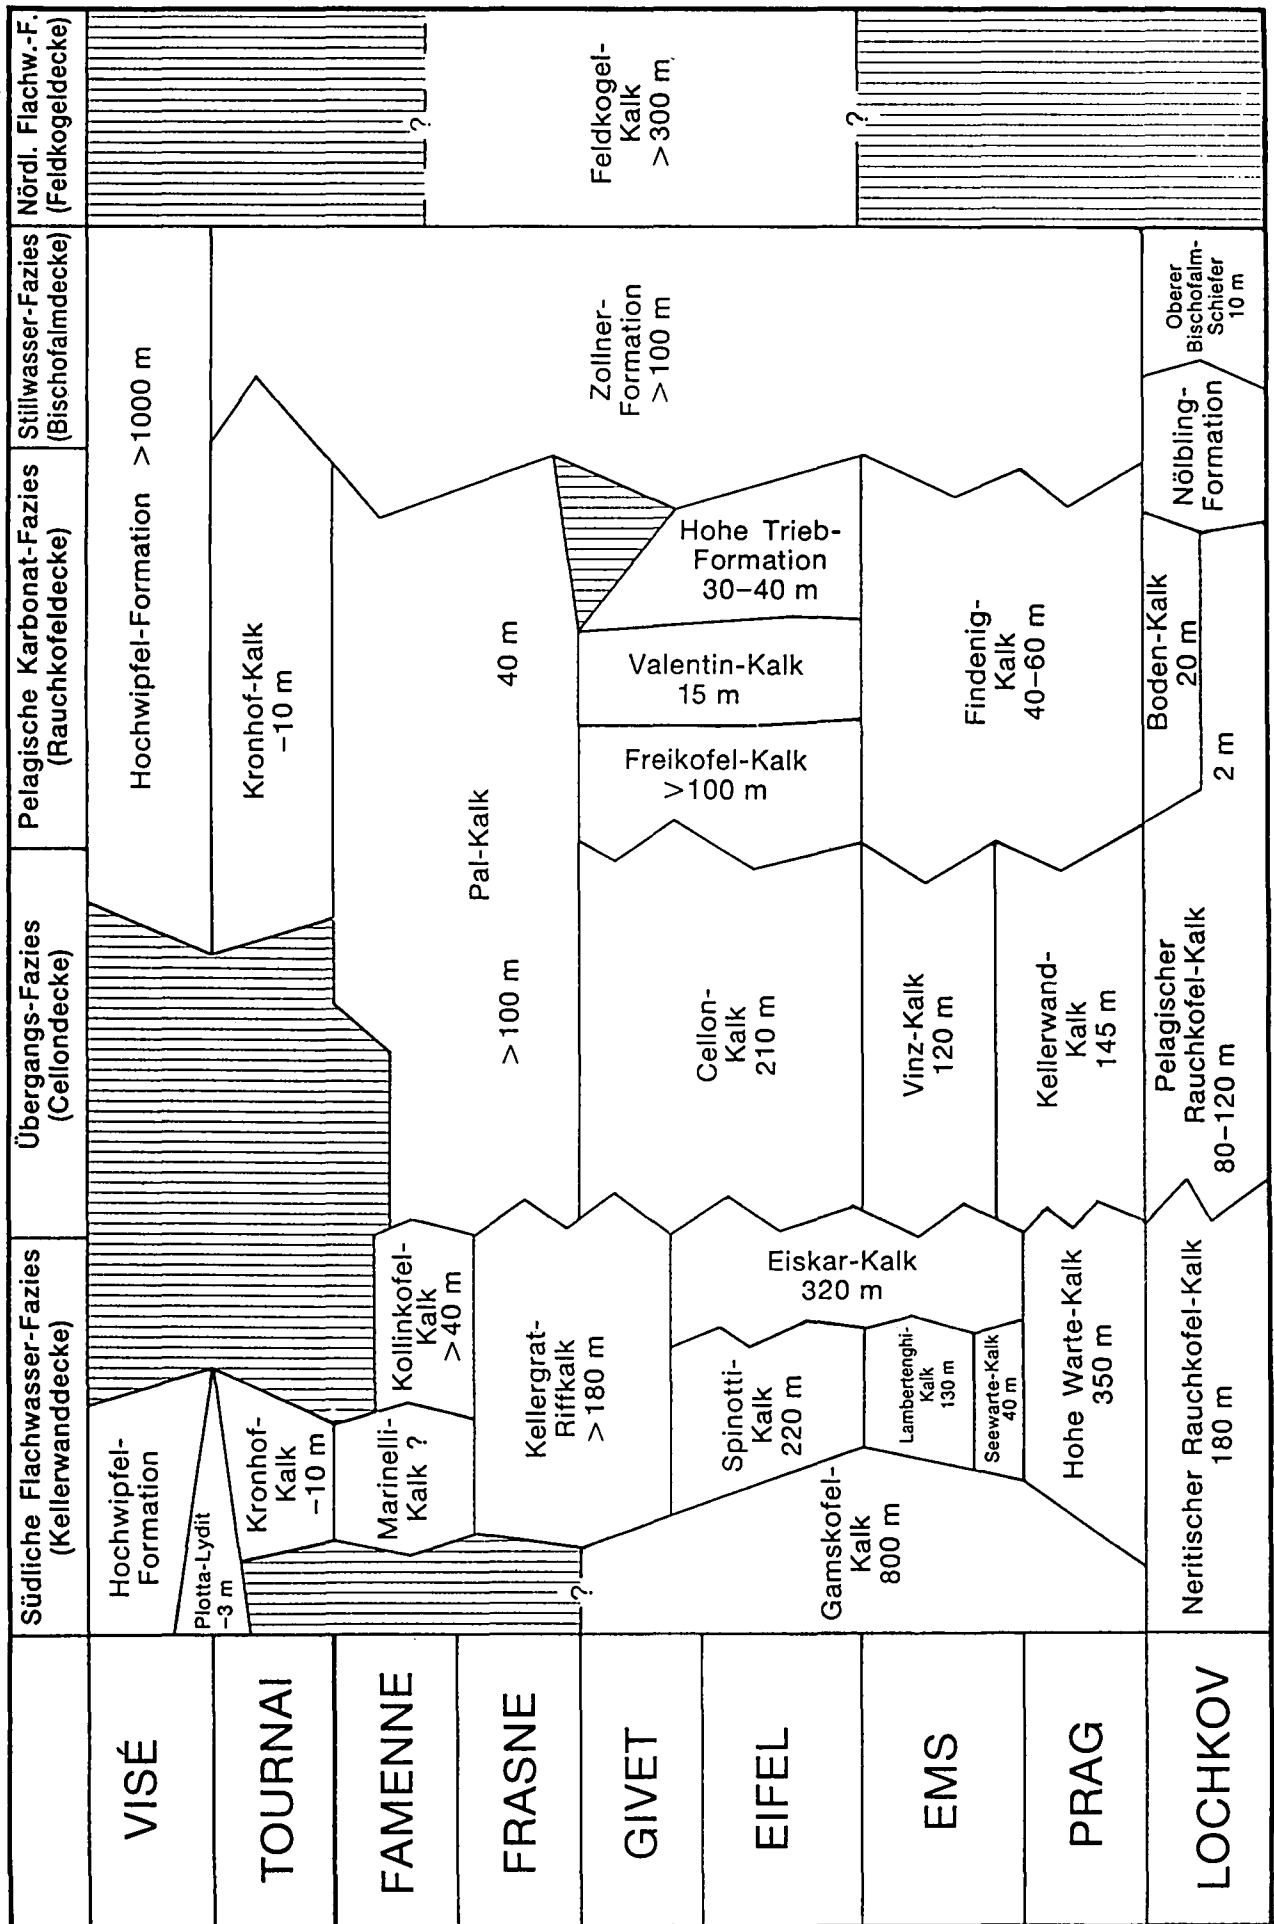 Südliche Flachwasser-Fazies
(Kellerwanddecke)
Übergangs-Fazies
(Cellondecke)
Pelagische Karbonat-Fazies
(Rauchkofeldecke)
Stillwasser-Fazies
(Bischofalmdecke)
Nördl. Flachw.-F.
(Feldkogeldecke)
VISÉ
Hochwipfel-
Formation
Hochwipfel-Formation >1000 m
Plotta-Lydit
-3 m
TOURNAI
Kronhof-
Kalk
-10 m
Kronhof-Kalk
-10 m
?
FAMENNE
Marinelli-
Kalk ?
Kollinkofel-
Kalk
>40 m
Pal-Kalk
>100 m
40 m
FRASNE
Kellergrat-
Riffkalk
>180 m
?
Zollner-
Formation
>100 m
Feldkogel-
Kalk
>300 m
GIVET
Freikofel-Kalk
>100 m
Valentin-Kalk
15 m
Hohe Trieb-
Formation
30-40 m
EIFEL
Spinotti-
Kalk
220 m
Cellon-
Kalk
210 m
Eiskar-Kalk
320 m
Gamskofel-
Kalk
800 m
?
EMS
Lambertenghi-
Kalk
130 m
Seewarte-Kalk
40 m
Vinz-Kalk
120 m
Findenig-
Kalk
40-60 m
PRAG
Hohe Warte-Kalk
350 m
Kellerwand-
Kalk
145 m
LOCHKOV
Neritischer Rauchkofel-Kalk
180 m
Pelagischer
Rauchkofel-Kalk
80-120 m
2 m
Boden-Kalk
20 m
Nölbling-
Formation
Oberer
Bischofalm-
Schiefer
10 m